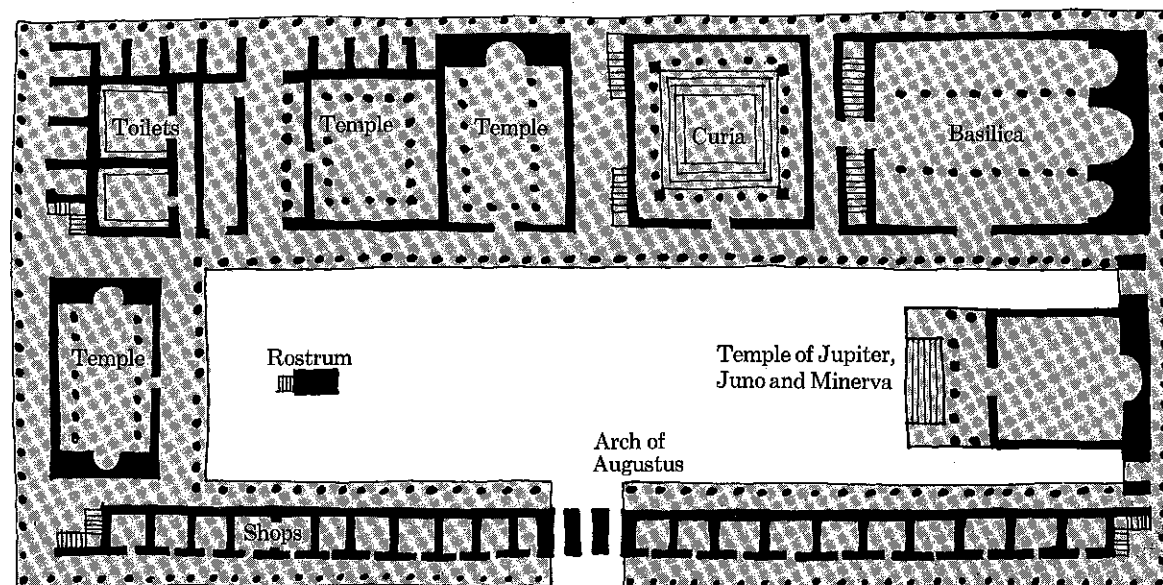 Toilets
Temple
Temple
Curia
Basilica
Temple
Rostrum
Temple of Jupiter,
Juno and Minerva
Arch of
Augustus
Shops